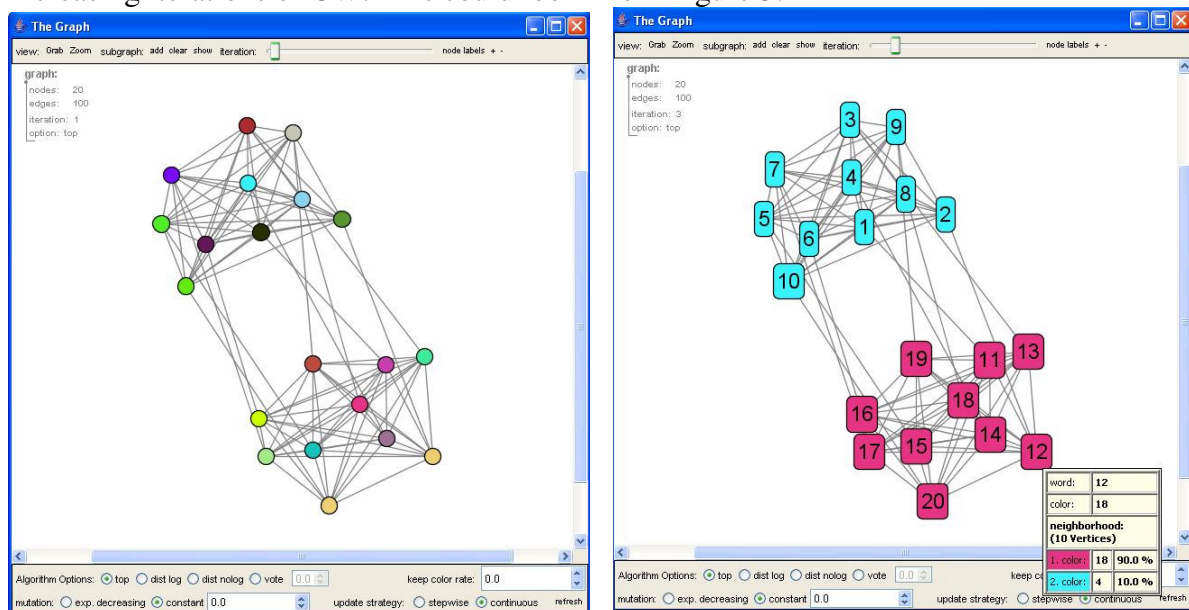 The Graph
view: Grab Zoom subgraph: add clear show iteration: node labels + -
graph:
nodes: 20
edges: 100
iteration: 1
option: top
Algorithm Options: top dist log dist nolog vote 0.0 keep color rate: 0.0
mutation: exp. decreasing constant 0.0 update strategy: stepwise continuous refresh
The Graph
view: Grab Zoom subgraph: add clear show iteration: node labels + -
graph:
nodes: 20
edges: 100
iteration: 3
option: top
3
9
7
4
8
5
2
1
6
10
19
11
13
18
16
14
15
17
12
20
word: 12
color: 18
neighborhood:
(10 Vertices)
1. color: 18 90.0 %
2. color: 4 10.0 %
Algorithm Options: top dist log dist nolog vote 0.0
mutation: exp. decreasing constant 0.0 update strategy: stepwise continuous refresh